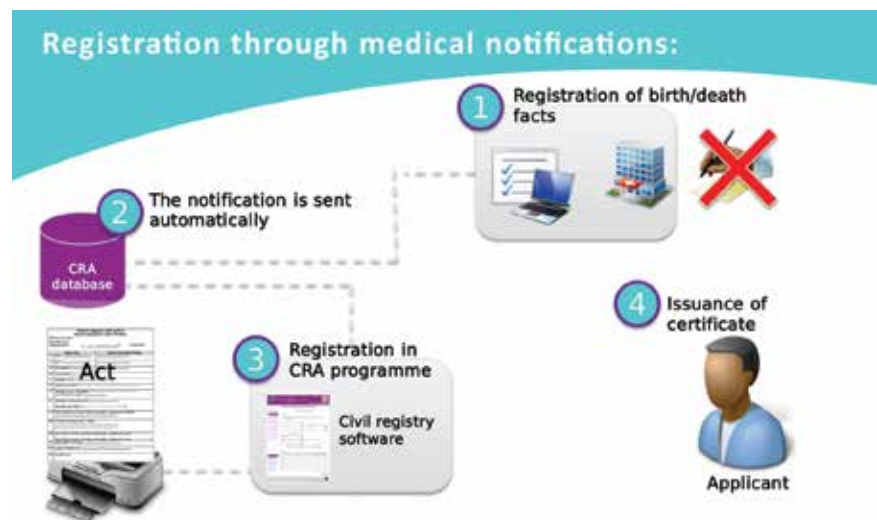 Registration through medical notifications:
1
Registration of birth/death
facts
2
The notification is sent
automatically
CRA
database
3
Registration in
CRA programme
Civil registry
software
Act
4
Issuance of
certificate
Applicant